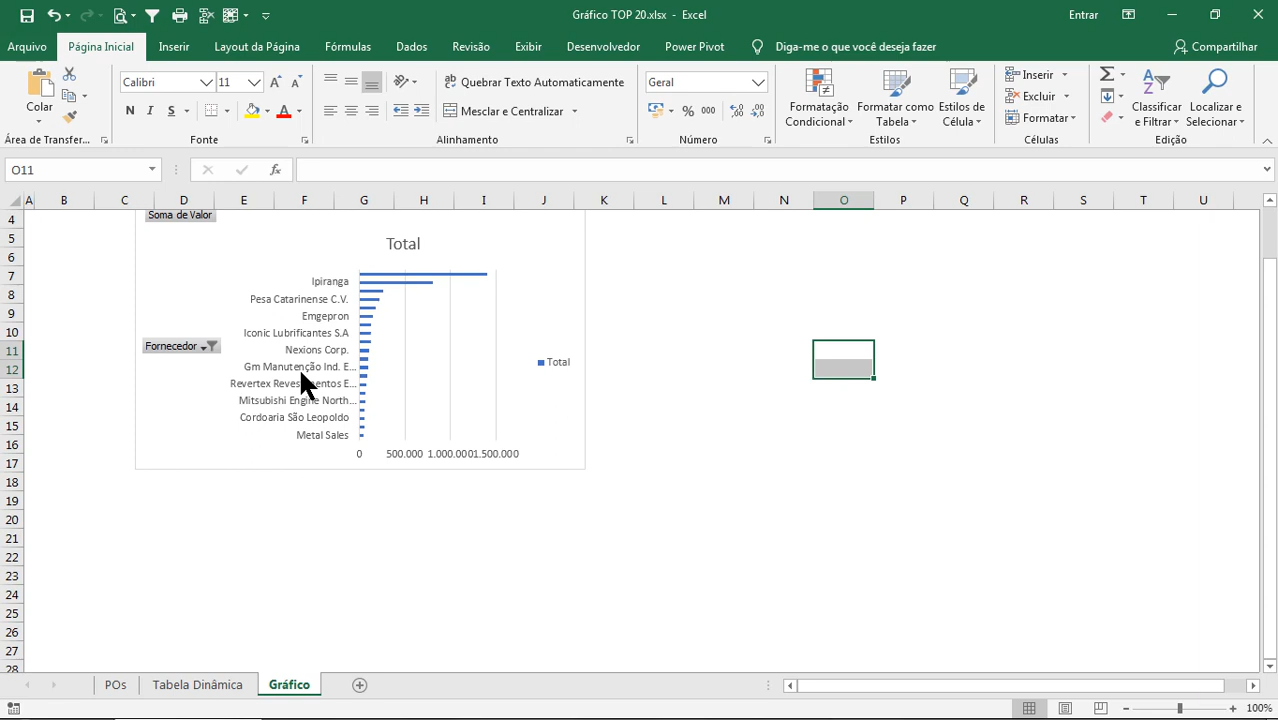 Gráfico TOP 20.xlsx - Excel
Entrar
Arquivo
Página Inicial
Inserir
Layout da Página
Fórmulas
Dados
Revisão
Exibir
Desenvolvedor
Power Pivot
Diga-me o que você deseja fazer
Compartilhar
Colar
Área de Transfer...
Calibri
11
N I S
Fonte
Quebrar Texto Automaticamente
Mesclar e Centralizar
Alinhamento
Geral
% 000
Número
Formatação Condicional
Formatar como Tabela
Estilos de Célula
Estilos
Inserir
Excluir
Formatar
Células
Classificar e Filtrar
Localizar e Selecionar
Edição
O11
fx
A B C D E F G H I J K L M N O P Q R S T U
4
5
6
7
8
9
10
11
12
13
14
15
16
17
18
19
20
21
22
23
24
25
26
27
28
Soma de Valor
Total
Ipiranga
Pesa Catarinense C.V.
Emgepron
Iconic Lubrificantes S.A
Nexions Corp.
Gm Manutenção Ind. E...
Mitsubishi Engine North...
Cordoaria São Leopoldo
Metal Sales
Fornecedor
Total
0 500.000 1.000.000 1.500.000
POs
Tabela Dinâmica
Gráfico
100%